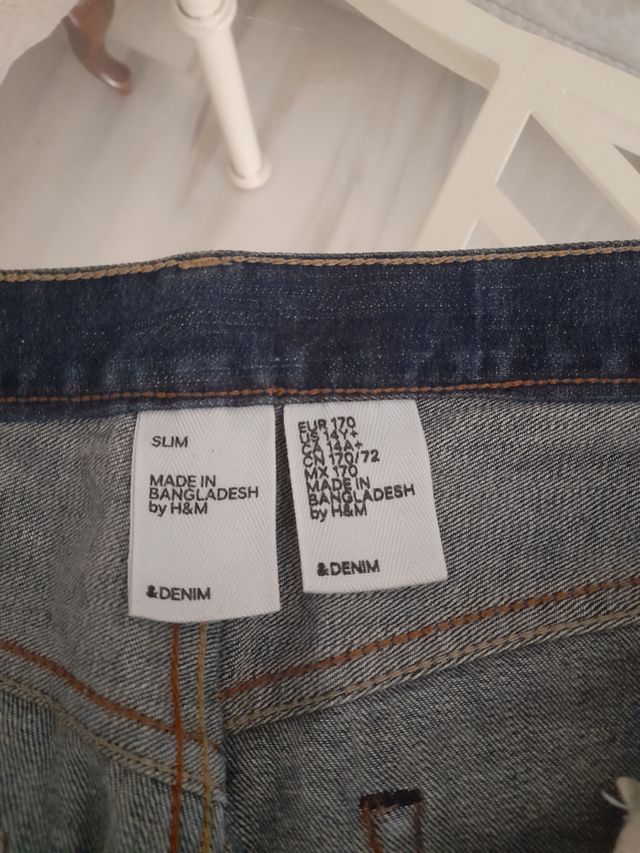 SLIM
MADE IN
BANGLADESH
by H&M
&DENIM
EUR 170
US 14Y+
CA 14A+
CN 170/72
MX 170
MADE IN
BANGLADESH
by H&M
&DENIM